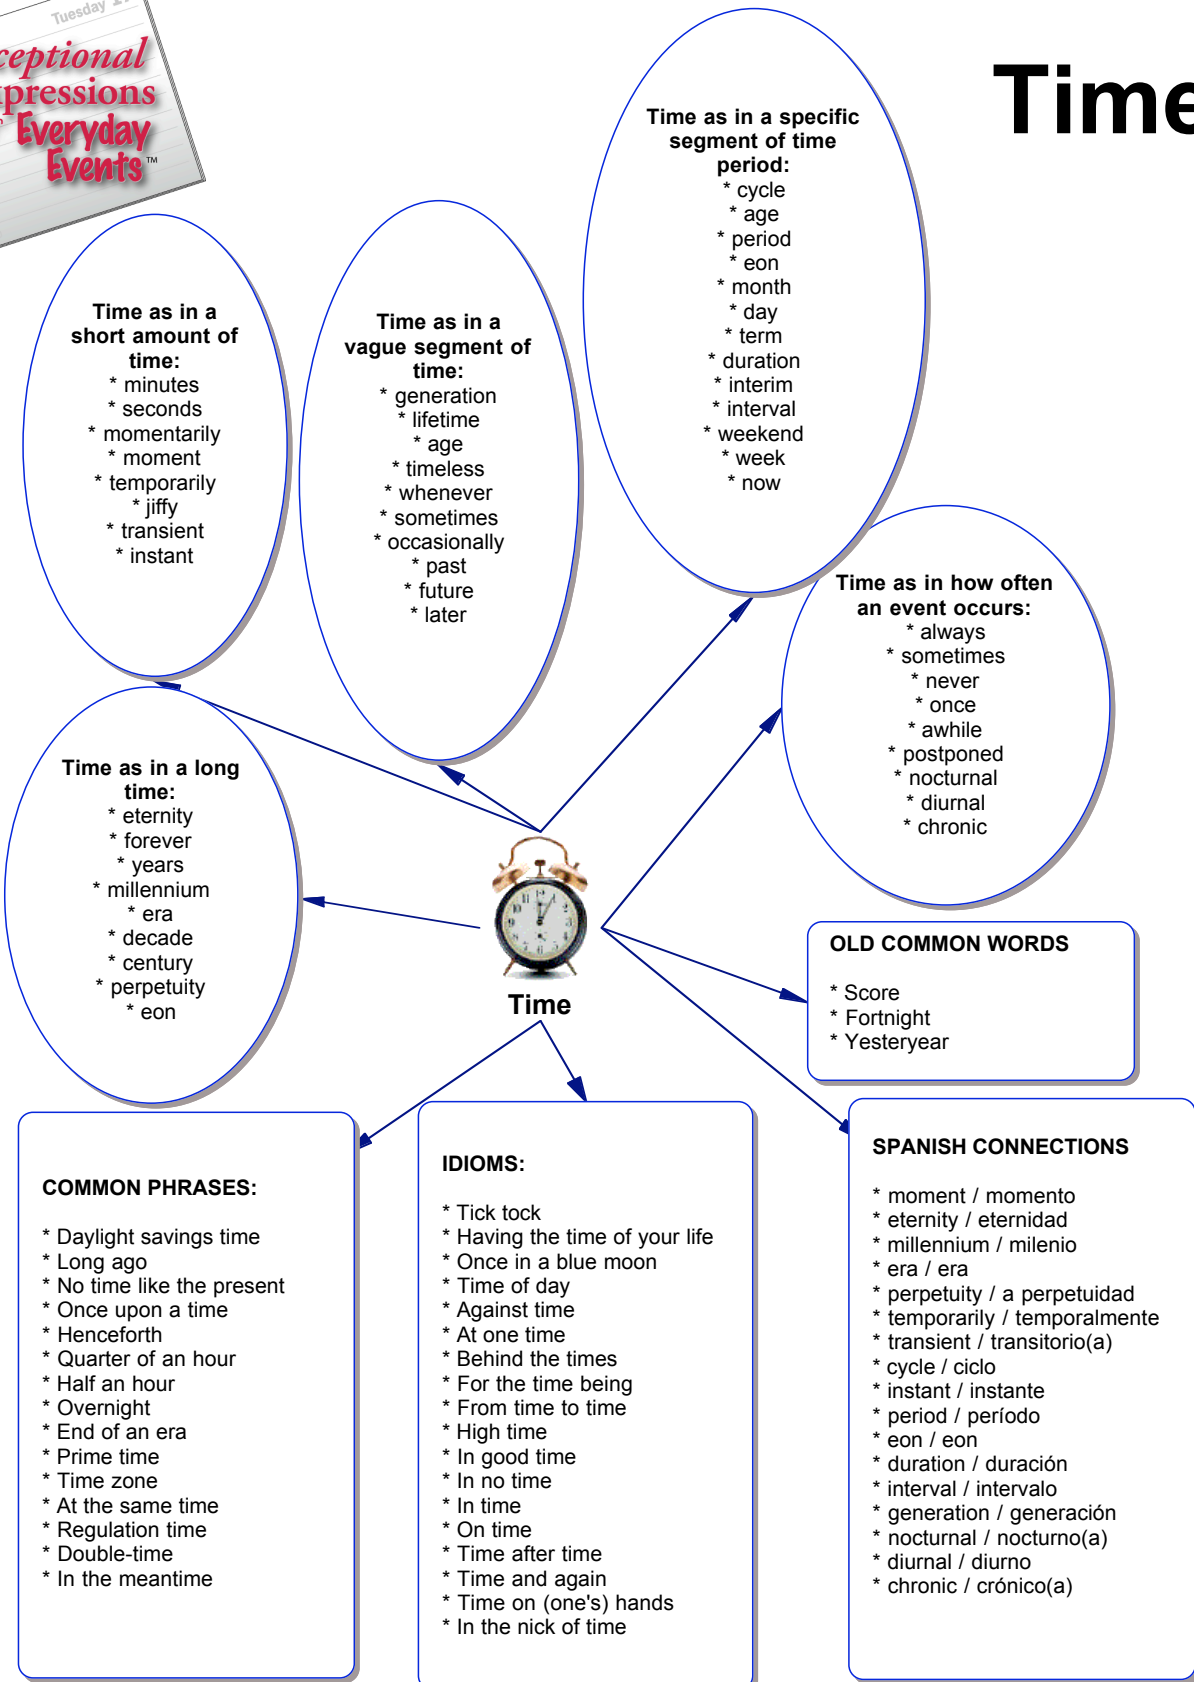 Tuesday
ceptional
pressions
Everyday
Events™
Time
Time as in a specific
segment of time
period:
* cycle
* age
* period
* eon
* month
* day
* term
* duration
* interim
* interval
* weekend
* week
* now
Time as in a
short amount of
time:
* minutes
* seconds
* momentarily
* moment
* temporarily
* jiffy
* transient
* instant
Time as in a
vague segment of
time:
* generation
* lifetime
* age
* timeless
* whenever
* sometimes
* occasionally
* past
* future
* later
Time as in how often
an event occurs:
* always
* sometimes
* never
* once
* awhile
* postponed
* nocturnal
* diurnal
* chronic
Time as in a long
time:
* eternity
* forever
* years
* millennium
* era
* decade
* century
* perpetuity
* eon
Time
OLD COMMON WORDS
* Score
* Fortnight
* Yesteryear
COMMON PHRASES:
* Daylight savings time
* Long ago
* No time like the present
* Once upon a time
* Henceforth
* Quarter of an hour
* Half an hour
* Overnight
* End of an era
* Prime time
* Time zone
* At the same time
* Regulation time
* Double-time
* In the meantime
IDIOMS:
* Tick tock
* Having the time of your life
* Once in a blue moon
* Time of day
* Against time
* At one time
* Behind the times
* For the time being
* From time to time
* High time
* In good time
* In no time
* In time
* On time
* Time after time
* Time and again
* Time on (one's) hands
* In the nick of time
SPANISH CONNECTIONS
* moment / momento
* eternity / eternidad
* millennium / milenio
* era / era
* perpetuity / a perpetuidad
* temporarily / temporalmente
* transient / transitorio(a)
* cycle / ciclo
* instant / instante
* period / período
* eon / eon
* duration / duración
* interval / intervalo
* generation / generación
* nocturnal / nocturno(a)
* diurnal / diurno
* chronic / crónico(a)